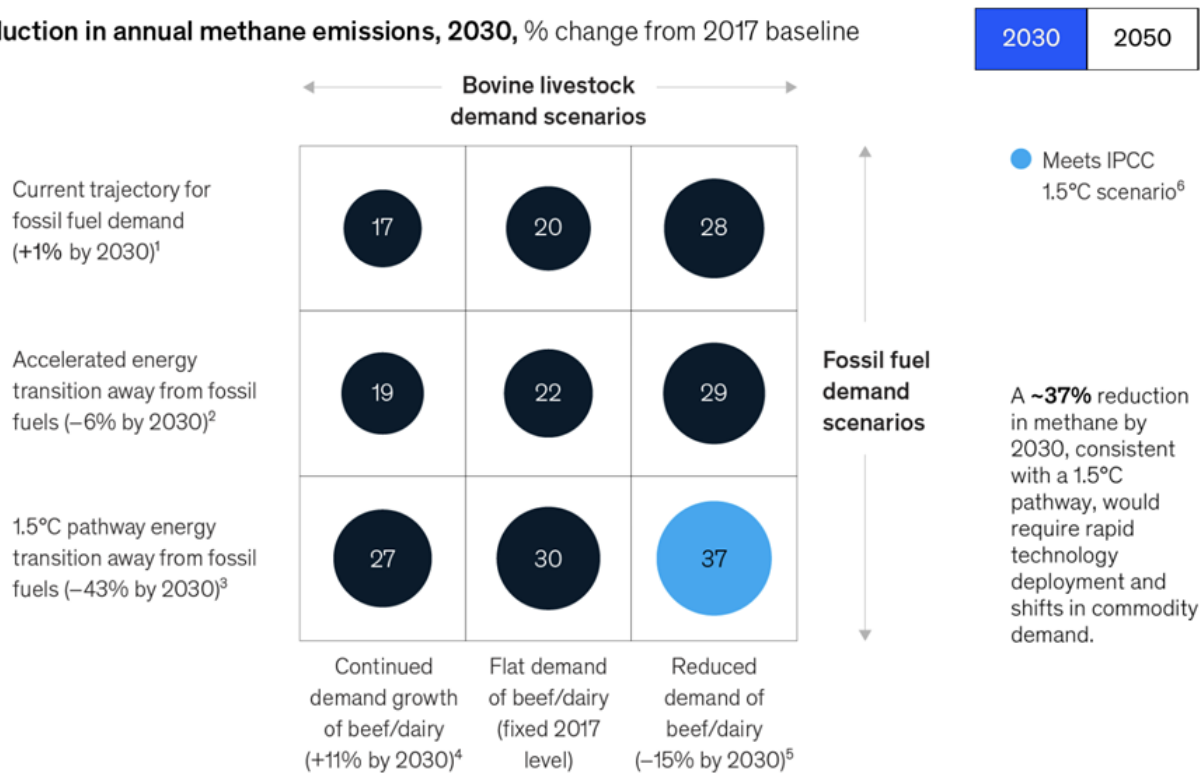 uction in annual methane emissions, 2030, % change from 2017 baseline
2030
2050
Bovine livestock
demand scenarios
Meets IPCC
1.5°C scenario⁶
Current trajectory for
fossil fuel demand
(+1% by 2030)¹
17
20
28
Accelerated energy
transition away from fossil
fuels (–6% by 2030)²
19
22
29
Fossil fuel
demand
scenarios
A ~37% reduction
in methane by
2030, consistent
with a 1.5°C
pathway, would
require rapid
technology
deployment and
shifts in commodity
demand.
1.5°C pathway energy
transition away from fossil
fuels (–43% by 2030)³
27
30
37
Continued
demand growth
of beef/dairy
(+11% by 2030)⁴
Flat demand
of beef/dairy
(fixed 2017
level)
Reduced
demand of
beef/dairy
(–15% by 2030)⁵